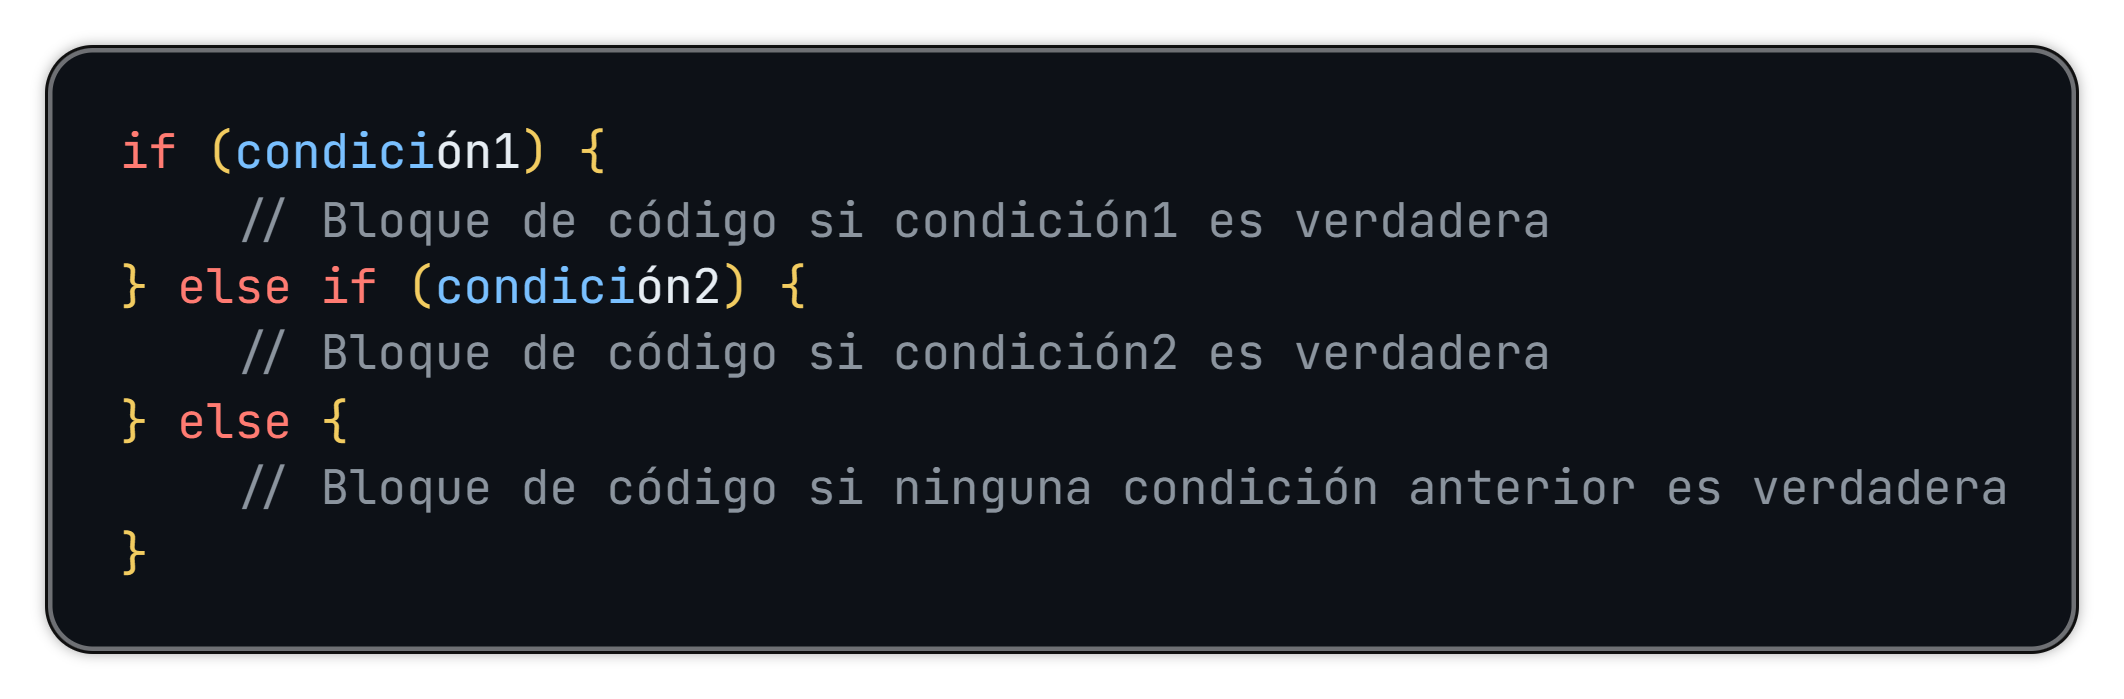 if (condición1) {
    // Bloque de código si condición1 es verdadera
} else if (condición2) {
    // Bloque de código si condición2 es verdadera
} else {
    // Bloque de código si ninguna condición anterior es verdadera
}